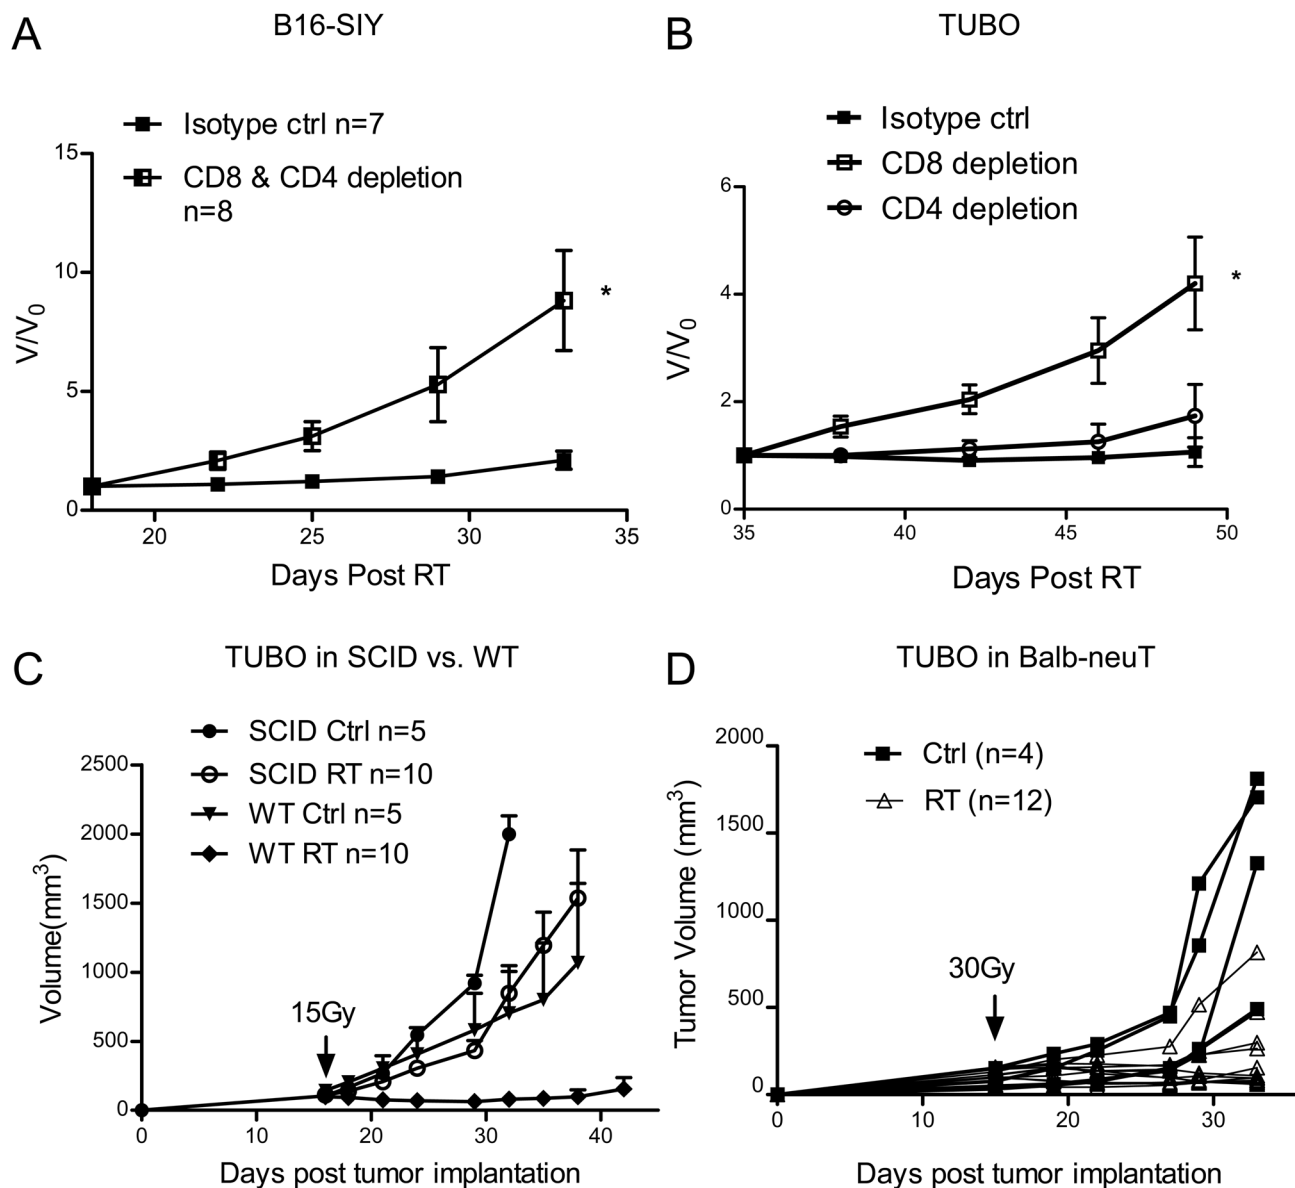 A
B16-SIY
Isotype ctrl n=7
CD8 & CD4 depletion
n=8
15
10
5
0
V/V0
*
20
25
30
35
Days Post RT
B
TUBO
Isotype ctrl
CD8 depletion
CD4 depletion
6
4
2
0
V/V0
*
35
40
45
50
Days Post RT
C
TUBO in SCID vs. WT
SCID Ctrl n=5
SCID RT n=10
WT Ctrl n=5
WT RT n=10
2500
2000
1500
1000
500
0
Volume(mm3)
15Gy
0
10
20
30
40
Days post tumor implantation
D
TUBO in Balb-neuT
Ctrl (n=4)
RT (n=12)
2000
1500
1000
500
0
Tumor Volume (mm3)
30Gy
0
10
20
30
Days post tumor implantation